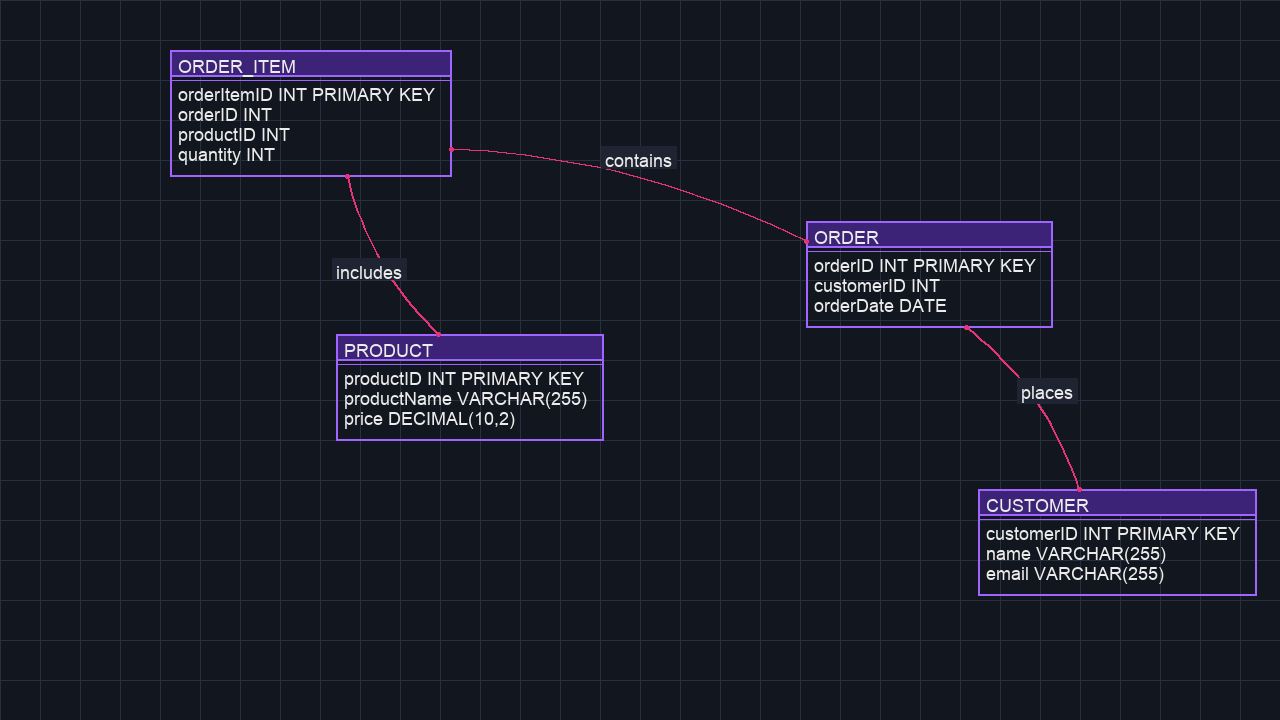 ORDER_ITEM
orderItemID INT PRIMARY KEY
orderID INT
productID INT
quantity INT
contains
ORDER
orderID INT PRIMARY KEY
customerID INT
orderDate DATE
includes
PRODUCT
productID INT PRIMARY KEY
productName VARCHAR(255)
price DECIMAL(10,2)
places
CUSTOMER
customerID INT PRIMARY KEY
name VARCHAR(255)
email VARCHAR(255)